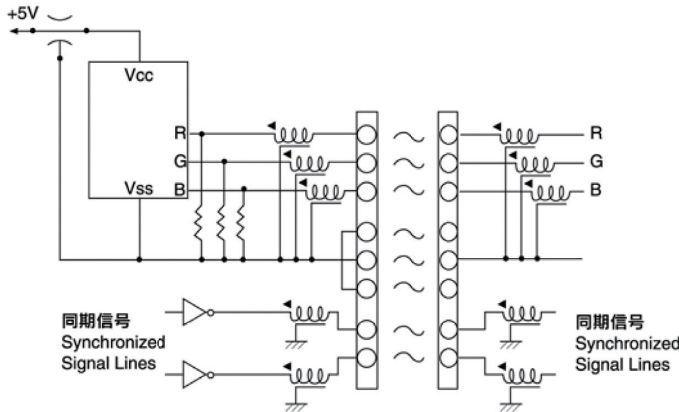 +5V
Vcc
R
G
B
Vss
R
G
B
同期信号
Synchronized
Signal Lines
同期信号
Synchronized
Signal Lines